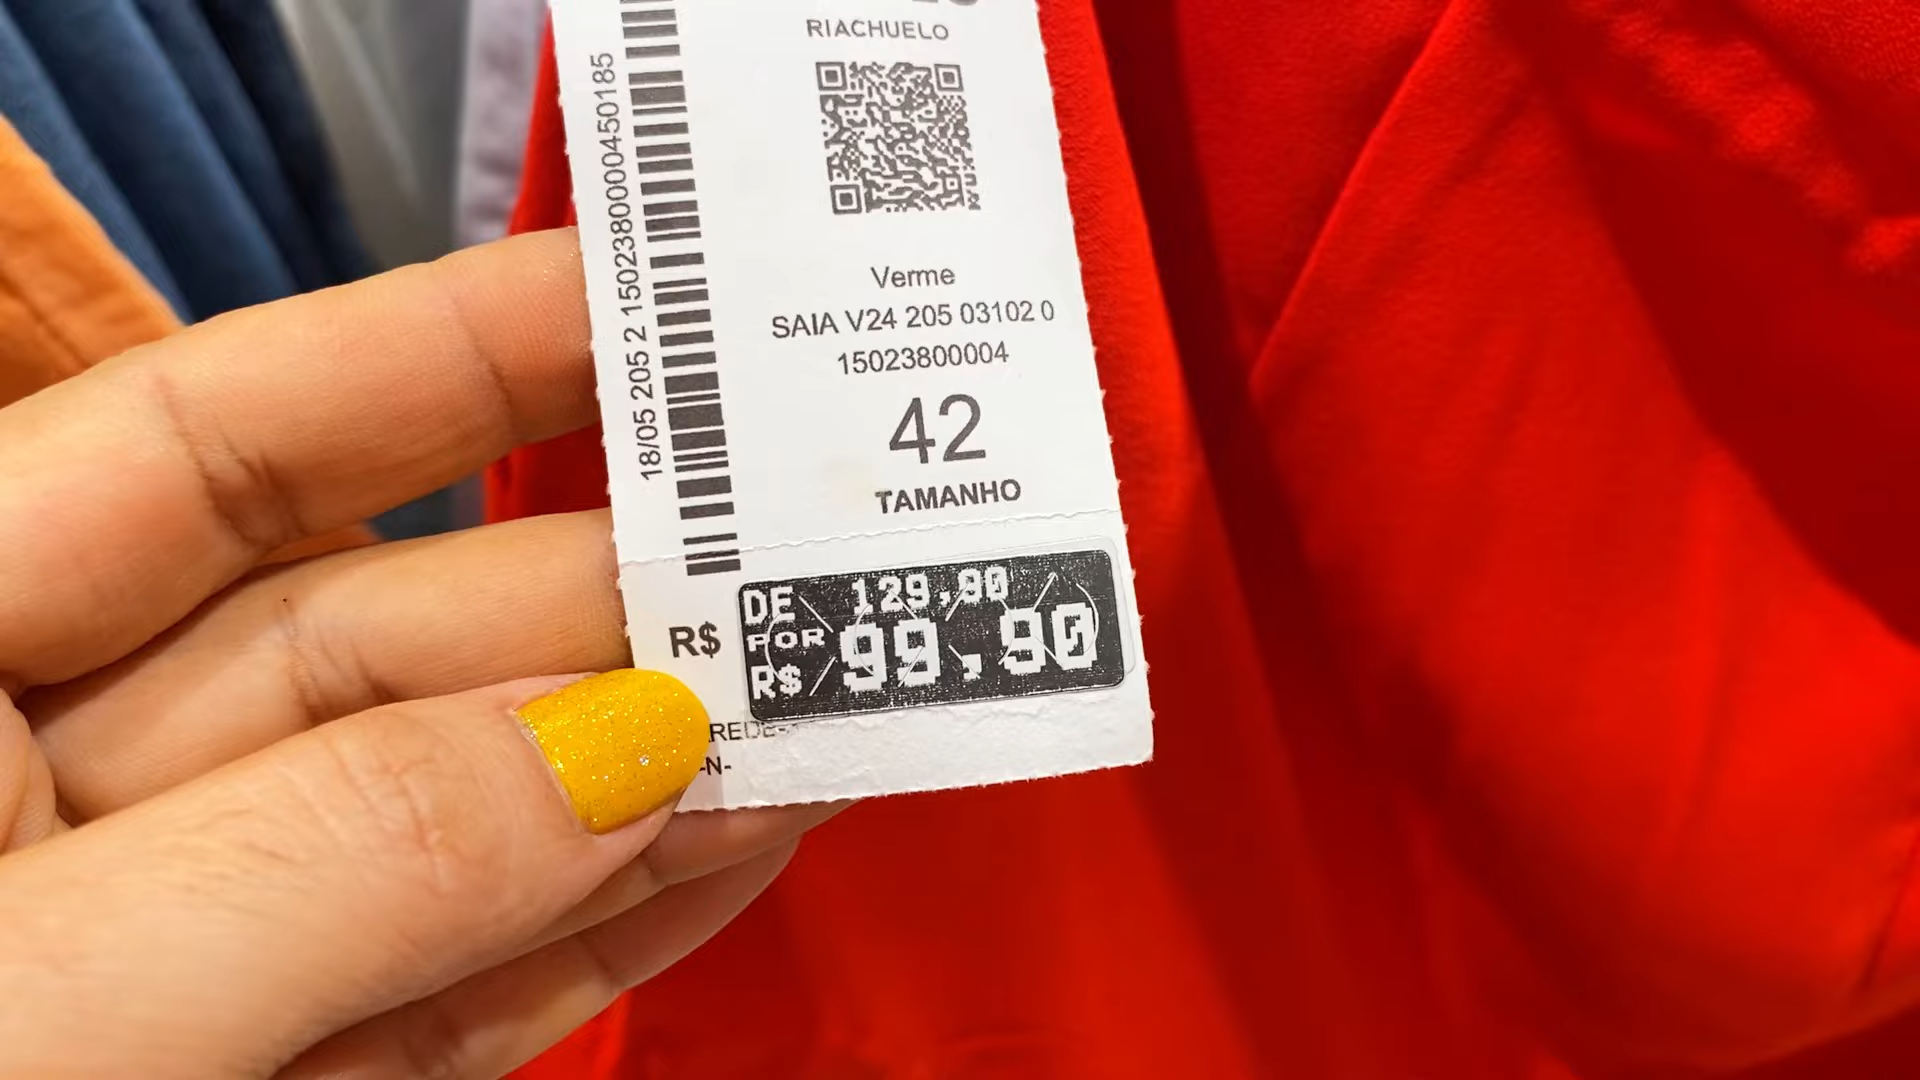 RIACHUELO
18/05 205 2 1502380000450185
Verme
SAIA V24 205 03102 0
15023800004
42
TAMANHO
R$
DE 129,90
POR
R$ 99,90
-N-